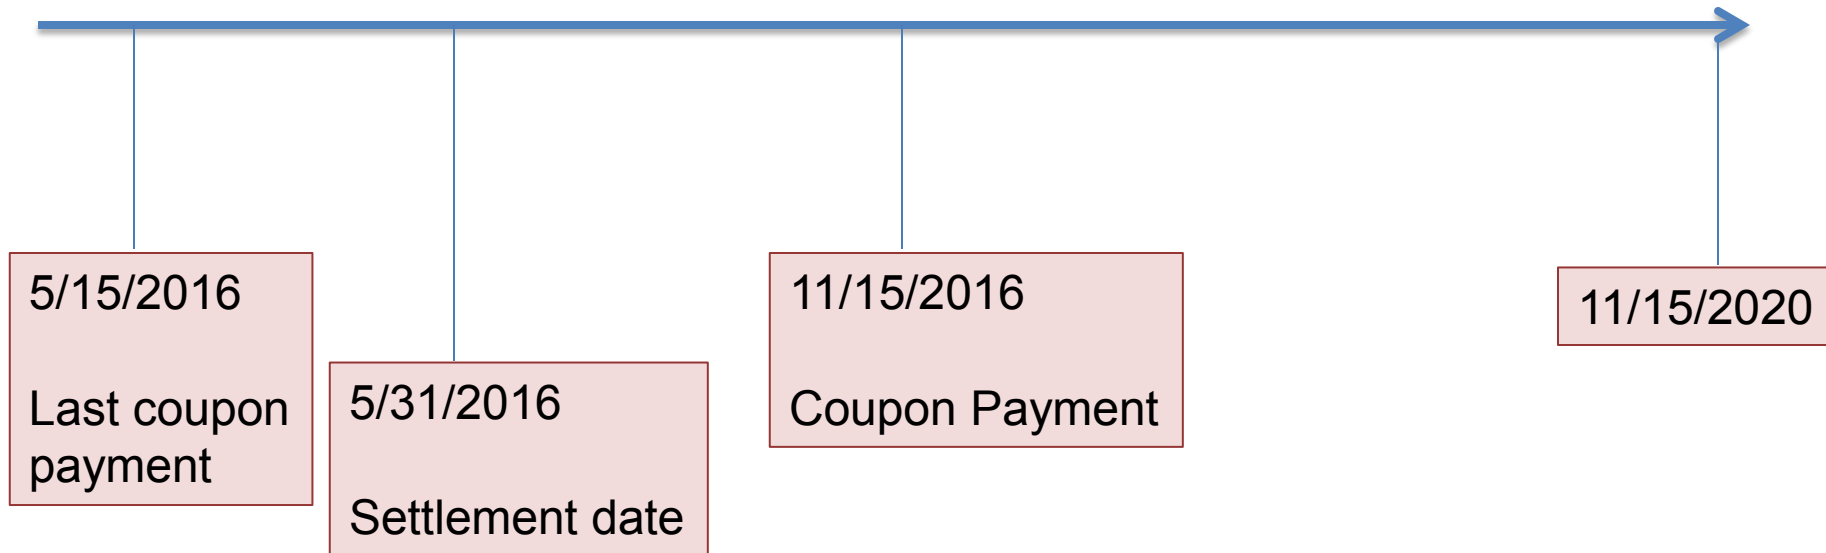 5/15/2016
Last coupon
payment
5/31/2016
Settlement date
11/15/2016
Coupon Payment
11/15/2020